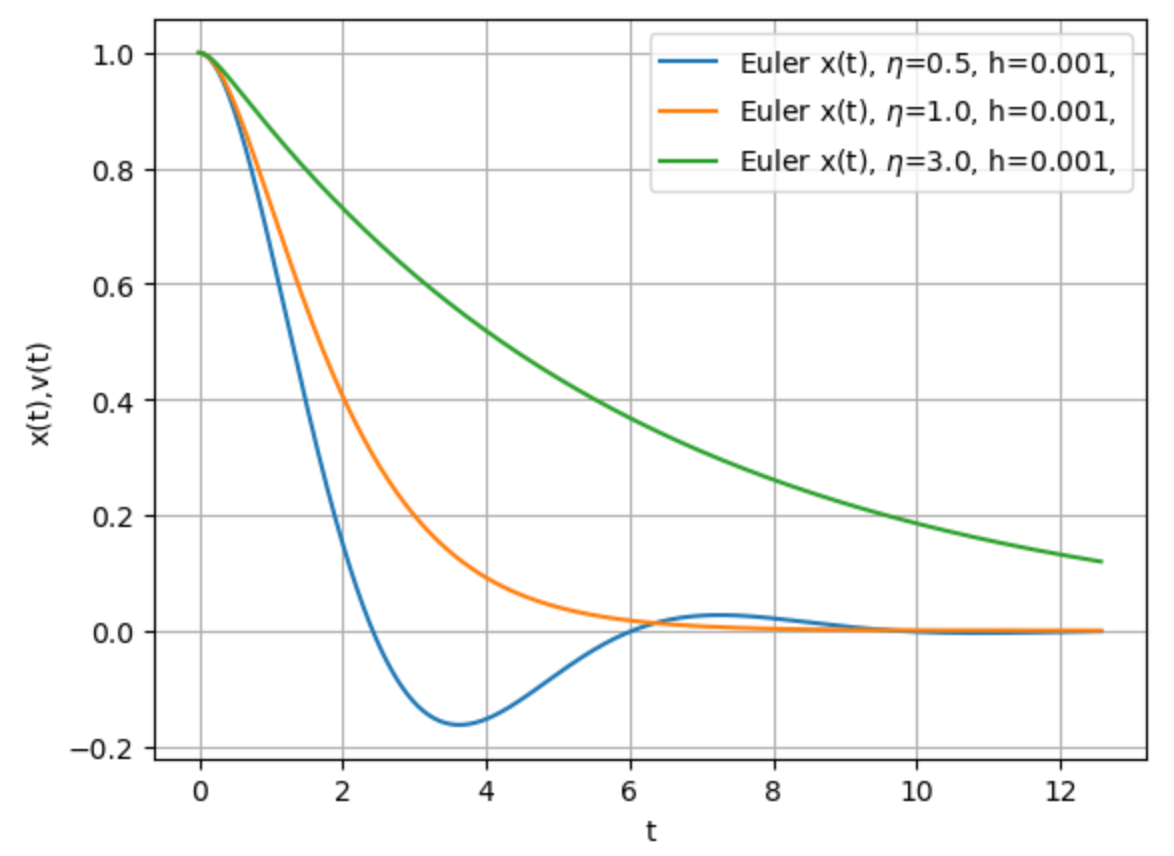 Euler x(t), η=0.5, h=0.001,
Euler x(t), η=1.0, h=0.001,
Euler x(t), η=3.0, h=0.001,
1.0
0.8
0.6
0.4
0.2
0.0
−0.2
x(t),v(t)
0 2 4 6 8 10 12
t